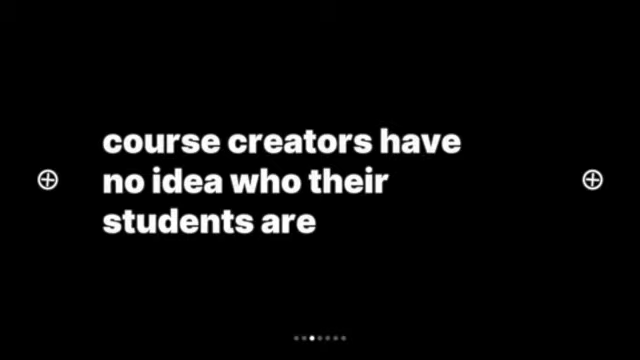 course creators have
no idea who their
students are